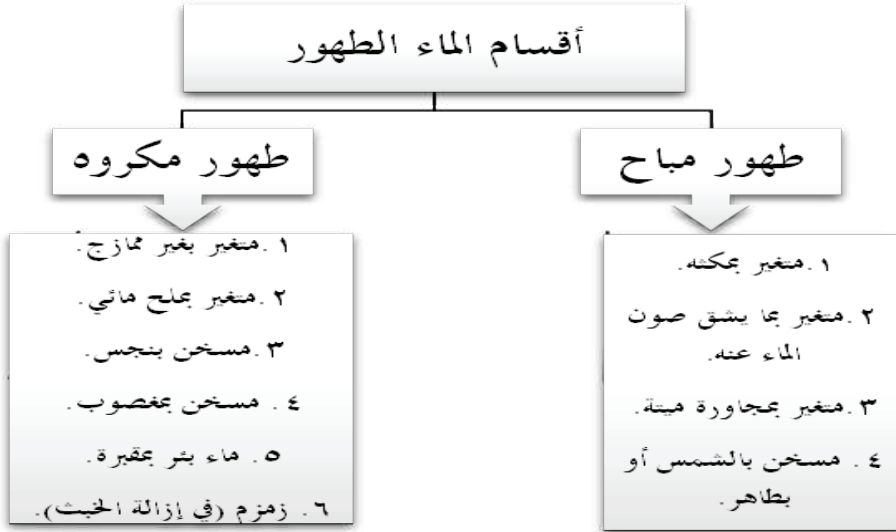 أقسام الماء الطهور
طهور مباح
١.متغير بمكثه.
٢.متغير بما يشق صون
الماء عنه.
٣.متغير بمجاورة ميتة.
٤. مسخن بالشمس أو
بطاهر.
طهور مكروه
١.متغير بغير ممازج.
٢.متغير بملح مائي.
٣.مسخن بنجس.
٤. مسخن بمغصوب.
٥. ماء بئر بمقبرة.
٦. زمزم (في إزالة الخبث).